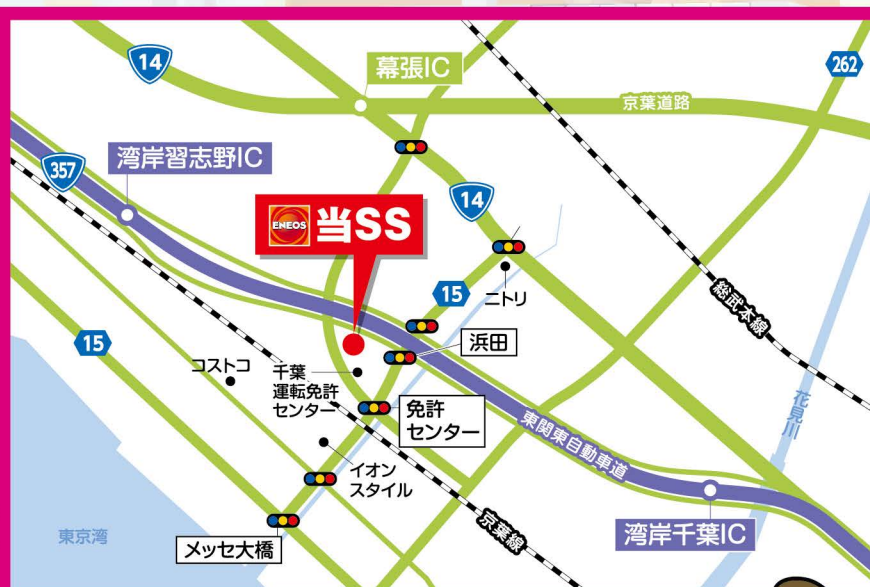 14
幕張IC
262
京葉道路
湾岸習志野IC
357
14
ENEOS 当SS
15
ニトリ
総武本線
15
浜田
コストコ
千葉
運転免許
センター
免許
センター
花見川
東関東自動車道
イオン
スタイル
京葉線
湾岸千葉IC
東京湾
メッセ大橋